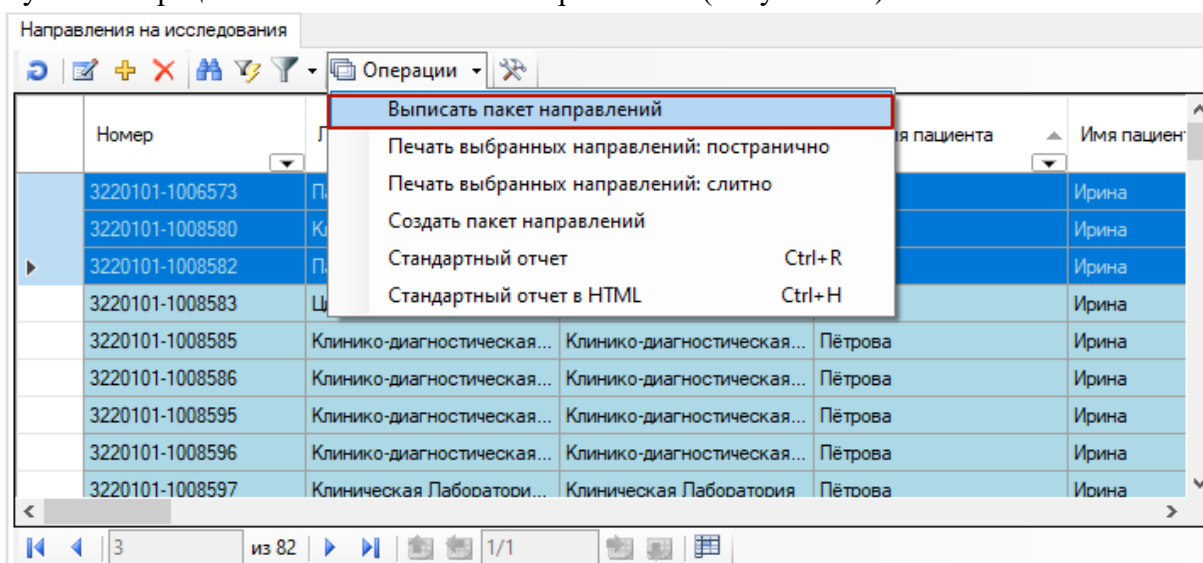 Направления на исследования
Операции
Выписать пакет направлений
Печать выбранных направлений: постранично
Печать выбранных направлений: слитно
Создать пакет направлений
Стандартный отчет Ctrl+R
Стандартный отчет в HTML Ctrl+H
Номер пациента Имя пациен
3220101-1006573 Ирина
3220101-1008580 Ирина
3220101-1008582 Ирина
3220101-1008583 Ирина
3220101-1008585 Клинико-диагностическая... Клинико-диагностическая... Пётрова Ирина
3220101-1008586 Клинико-диагностическая... Клинико-диагностическая... Пётрова Ирина
3220101-1008595 Клинико-диагностическая... Клинико-диагностическая... Пётрова Ирина
3220101-1008596 Клинико-диагностическая... Клинико-диагностическая... Пётрова Ирина
3220101-1008597 Клиническая Лаборатори... Клиническая Лаборатория Пётрова Ирина
3 из 82 1/1